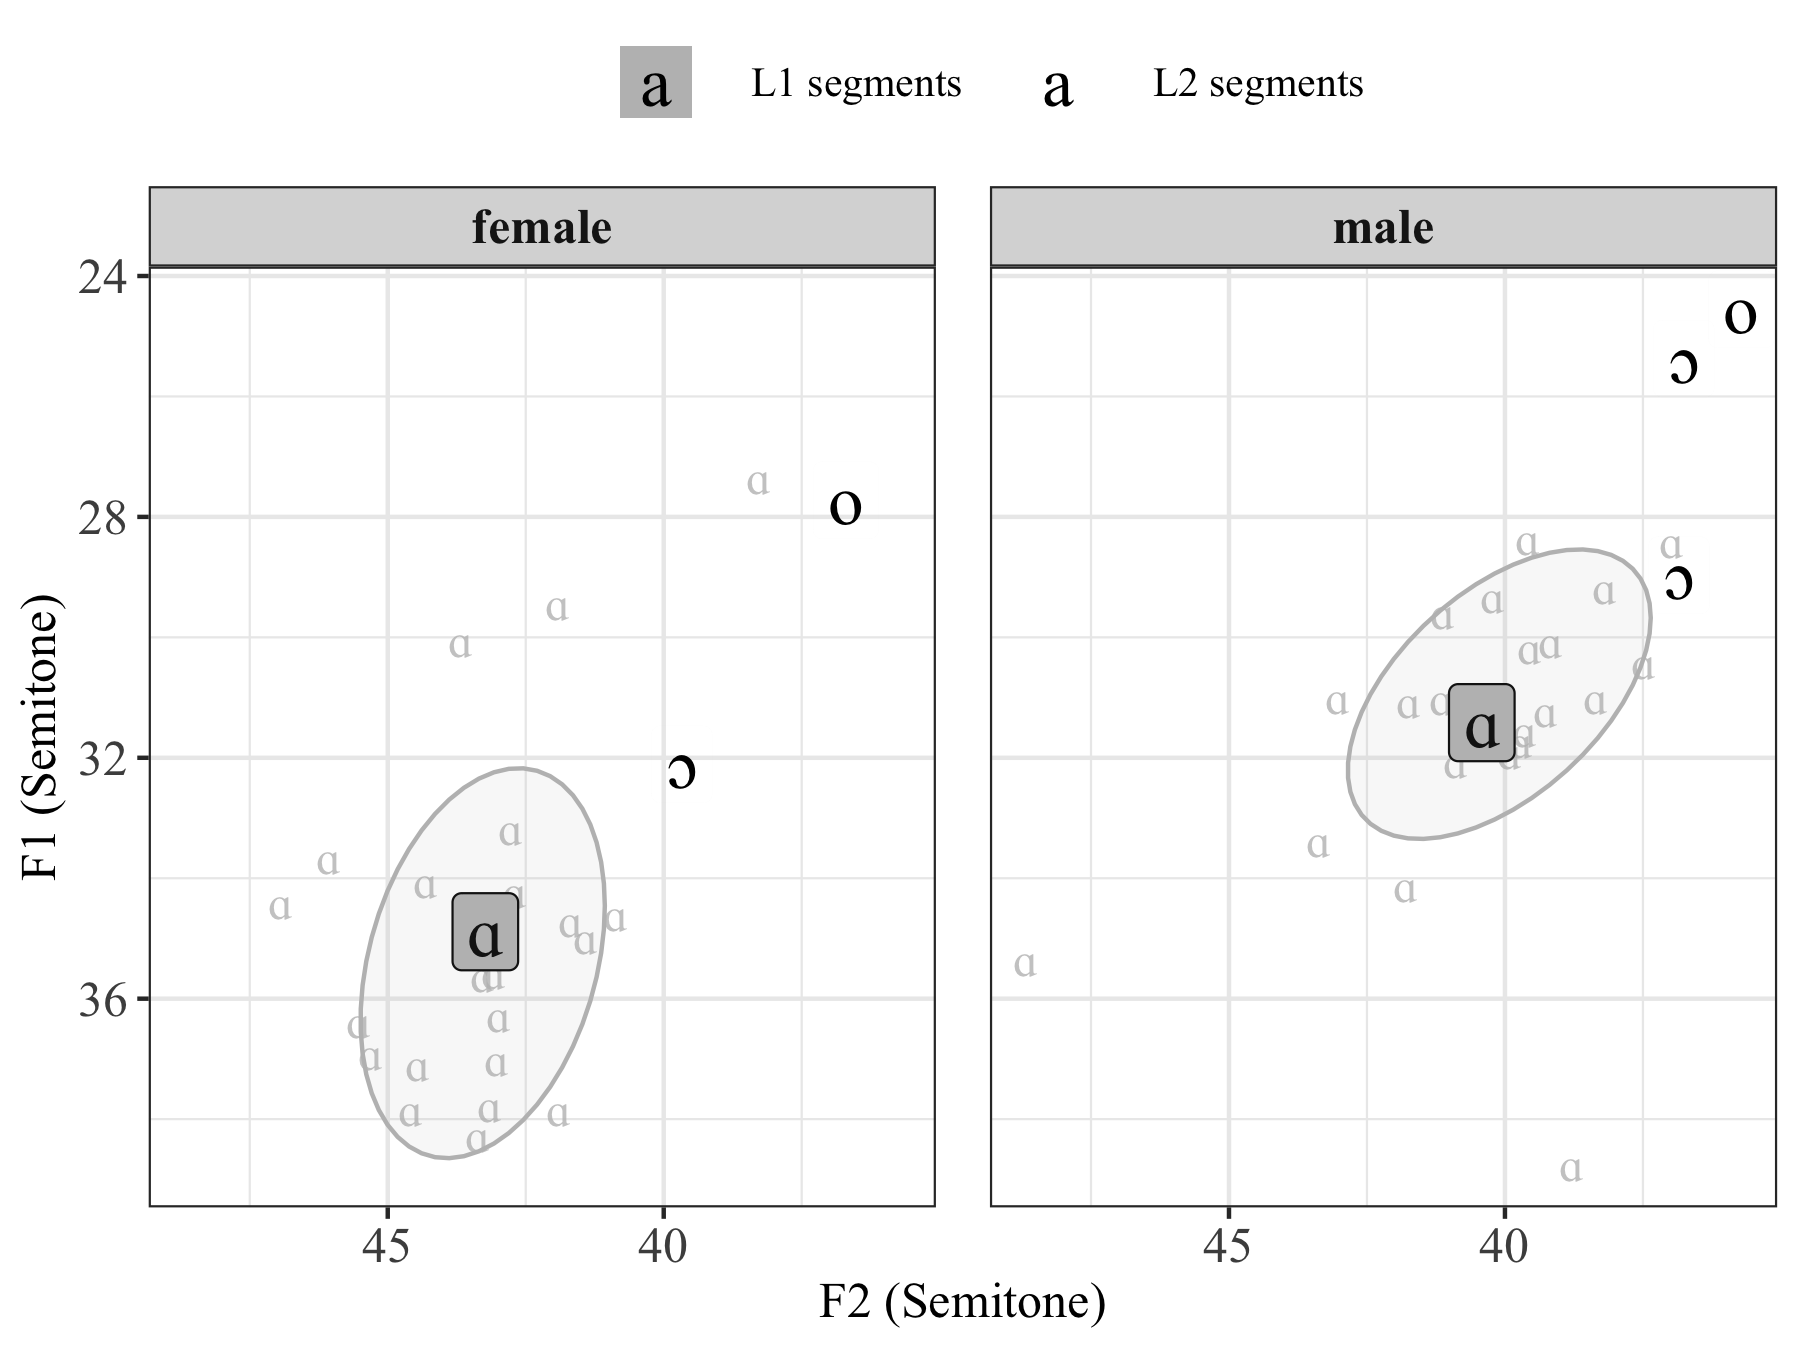 a L1 segments a L2 segments
female male
24
28
32
36
F1 (Semitone)
o
ɔ
ɑ
o
ɔ
ɔ
ɑ
45 40 45 40
F2 (Semitone)